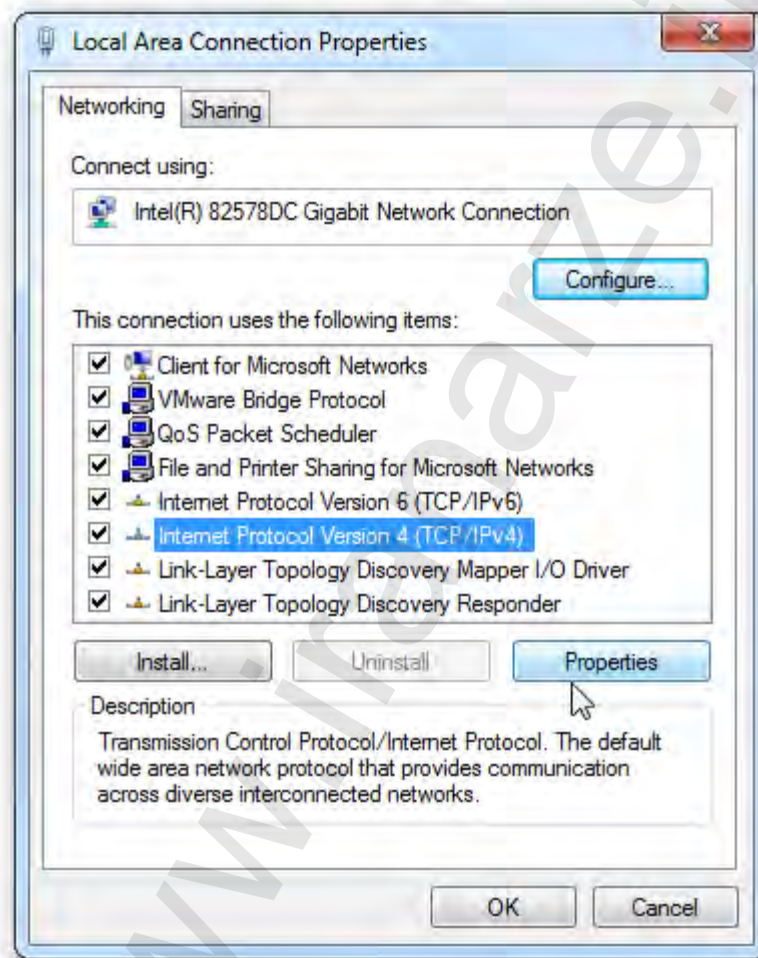 Local Area Connection Properties
Networking
Sharing
Connect using:
Intel(R) 82578DC Gigabit Network Connection
Configure...
This connection uses the following items:
Client for Microsoft Networks
VMware Bridge Protocol
QoS Packet Scheduler
File and Printer Sharing for Microsoft Networks
Internet Protocol Version 6 (TCP/IPv6)
Internet Protocol Version 4 (TCP/IPv4)
Link-Layer Topology Discovery Mapper I/O Driver
Link-Layer Topology Discovery Responder
Install...
Uninstall
Properties
Description
Transmission Control Protocol/Internet Protocol. The default
wide area network protocol that provides communication
across diverse interconnected networks.
OK
Cancel